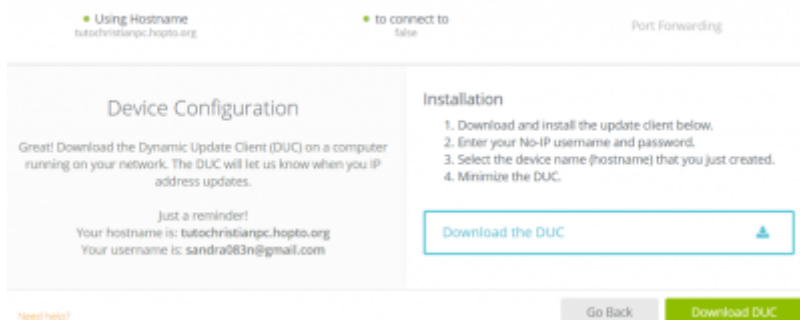 Using Hostname
tutochristianpc.hopto.org
to connect to
false
Port Forwarding
Device Configuration
Great! Download the Dynamic Update Client (DUC) on a computer
running on your network. The DUC will let us know when you IP
address updates.
Just a reminder!
Your hostname is: tutochristianpc.hopto.org
Your username is: sandra083n@gmail.com
Installation
1. Download and install the update client below.
2. Enter your No-IP username and password.
3. Select the device name (hostname) that you just created.
4. Minimize the DUC.
Download the DUC
Need help?
Go Back
Download DUC